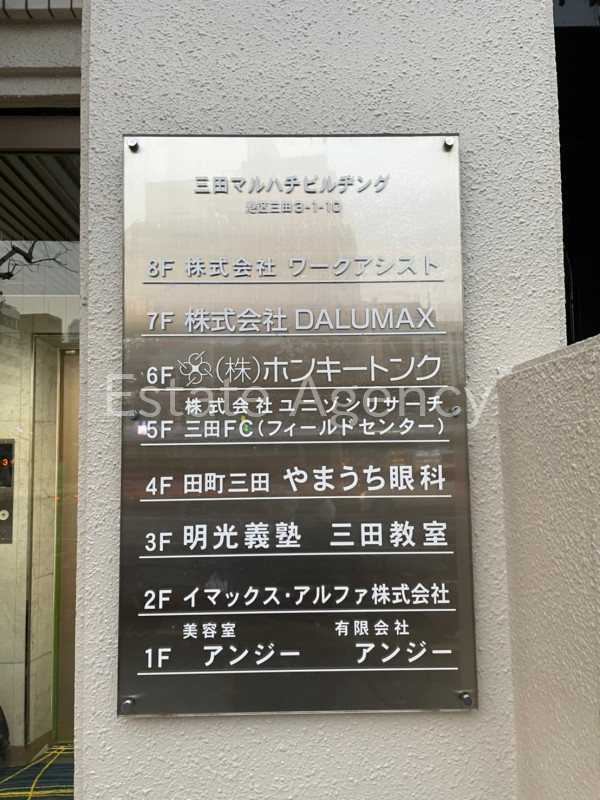 三田マルハチビルヂング
港区三田3-1-10
8F 株式会社 ワークアシスト
7F 株式会社 DALUMAX
6F (株)ホンキートンク
株式会社 ユニゾンリサーチ
5F 三田FC(フィールドセンター)
Estate Agency
4F 田町三田 やまうち眼科
3F 明光義塾 三田教室
2F イマックス・アルファ株式会社
美容室 有限会社
1F アンジー アンジー